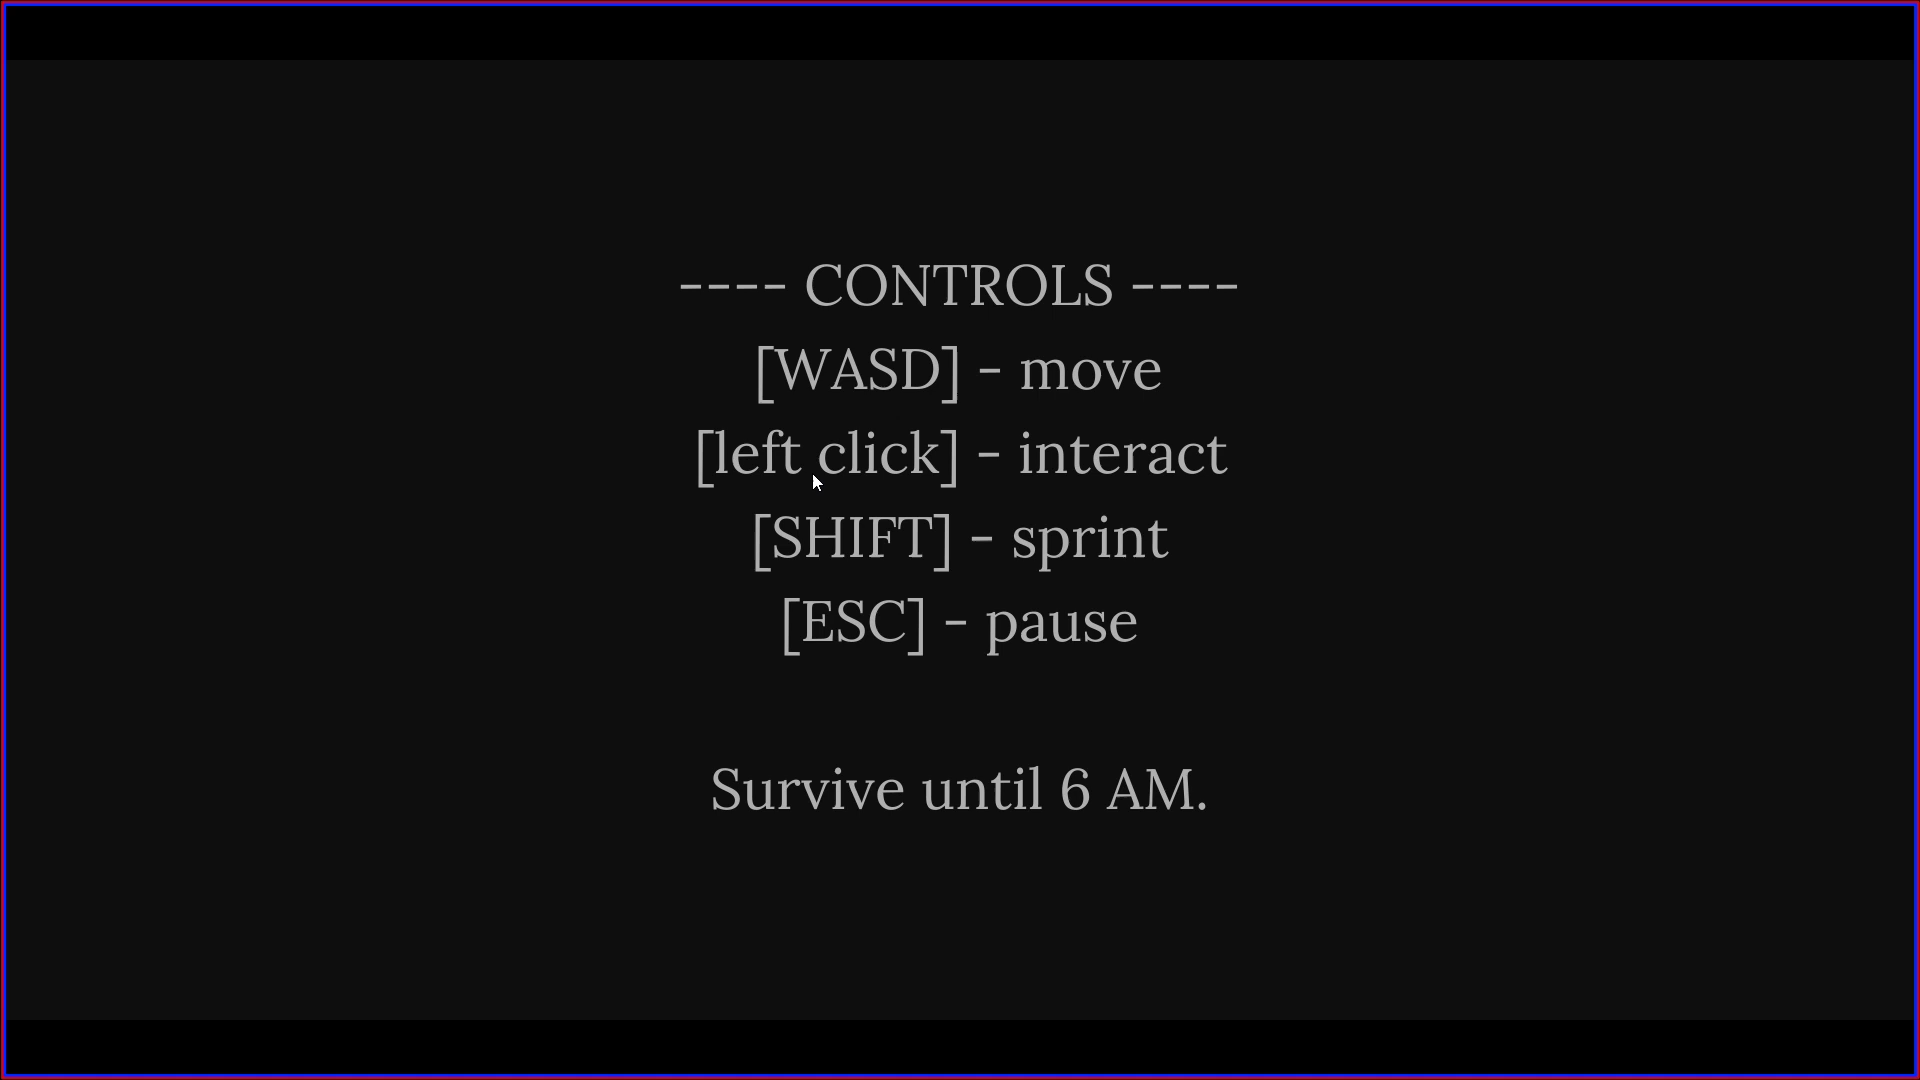 ---- CONTROLS ----
[WASD] - move
[left click] - interact
[SHIFT] - sprint
[ESC] - pause
Survive until 6 AM.